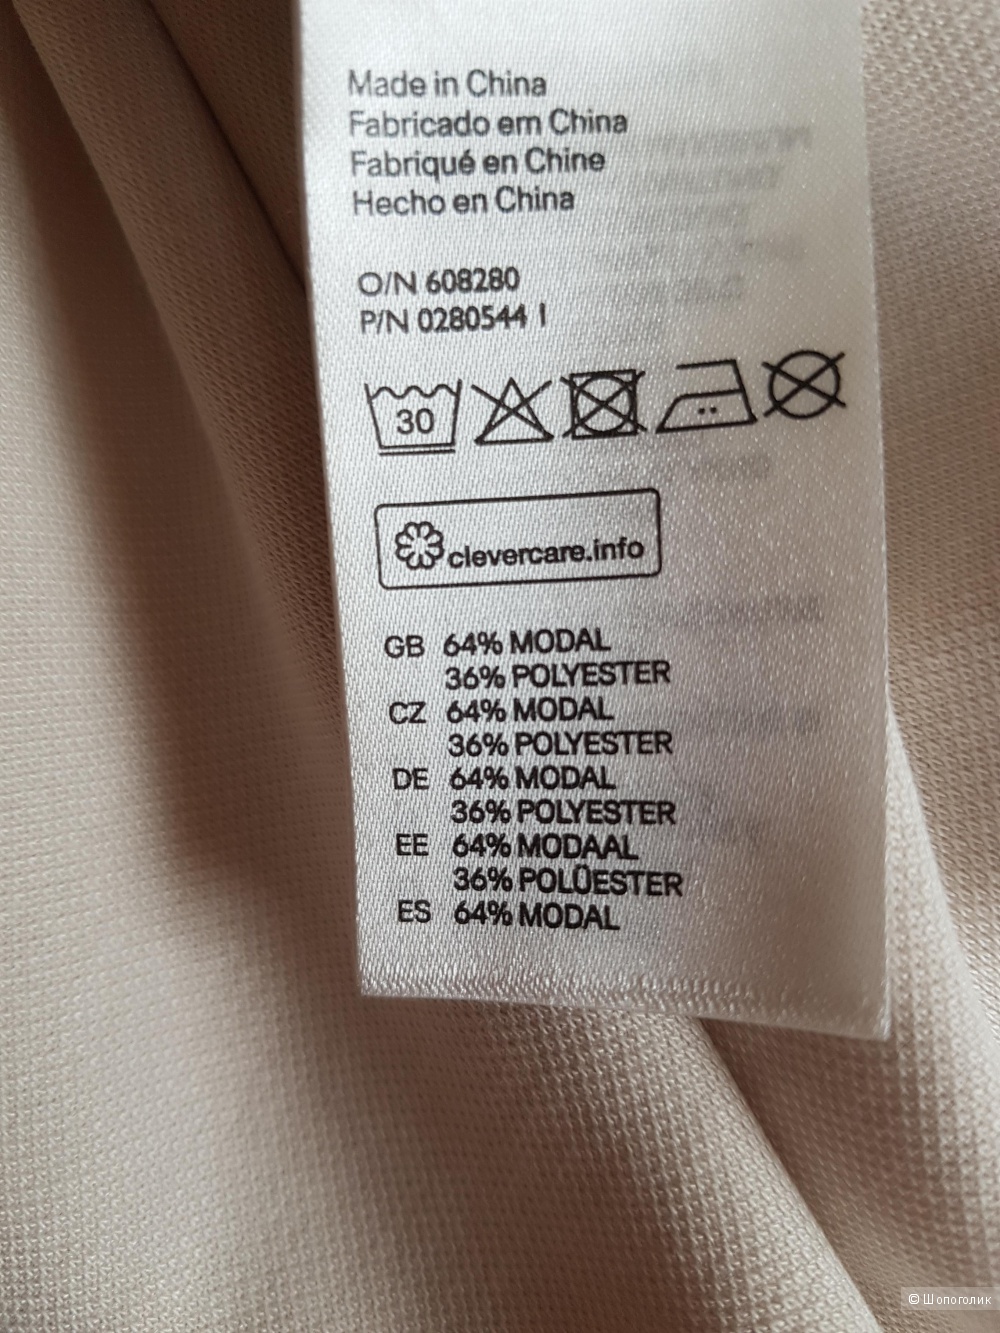 Made in China
Fabricado em China
Fabriqué en Chine
Hecho en China
O/N 608280
P/N 0280544 1
30
clevercare.info
GB 64% MODAL
36% POLYESTER
CZ 64% MODAL
36% POLYESTER
DE 64% MODAL
36% POLYESTER
EE 64% MODAAL
36% POLÜESTER
ES 64% MODAL
© Шопоголик